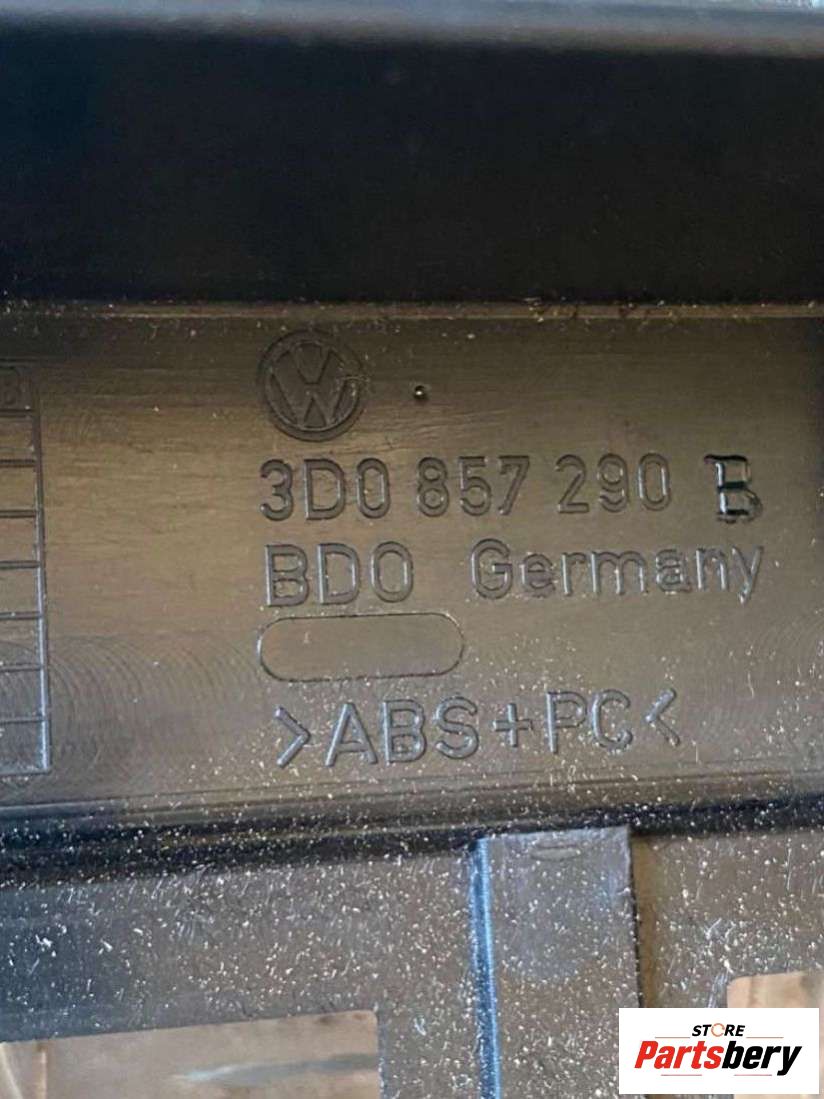 3D0 857 290 B
BDO Germany
>ABS+PC<
STORE
Partsbery